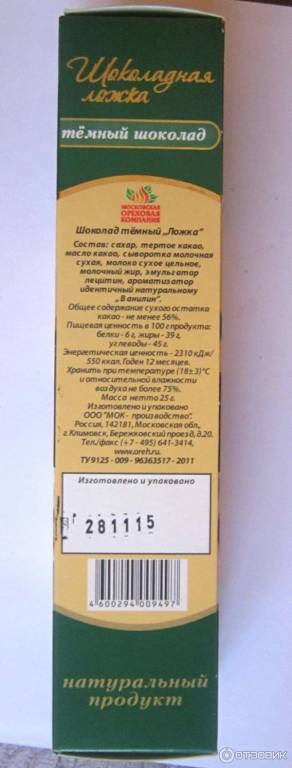 Шоколадная
ложка
тёмный шоколад
МОСКОВСКАЯ
ОРЕХОВАЯ
КОМПАНИЯ
Шоколад тёмный „Ложка"
Состав: сахар, тертое какао,
масло какао, сыворотка молочная
сухая, молоко сухое цельное,
молочный жир, эмульгатор
лецитин, ароматизатор
идентичный натуральному
„Ванилин".
Общее содержание сухого остатка
какао - не менее 56%.
Пищевая ценность в 100 г продукта:
белки - 6 г, жиры - 39 г.
углеводы - 45 г.
Энергетическая ценность - 2310 кДж/
550 ккал. Годен 12 месяцев.
Хранить при температуре (18±3)°С
и относительной влажности
воздуха не более 75%.
Масса нетто 25 г.
Изготовлено и упаковано
ООО "МОК - производство".
Россия, 142181, Московская обл.,
г. Климовск, Бережковский проезд, д.20.
Тел./факс (+7 - 495) 641-3414,
www.oreh.ru
ТУ 9125 - 009 - 96363517 - 2011
Изготовлено и упаковано
281115
4 600294 009497
натуральный
продукт
отзовик